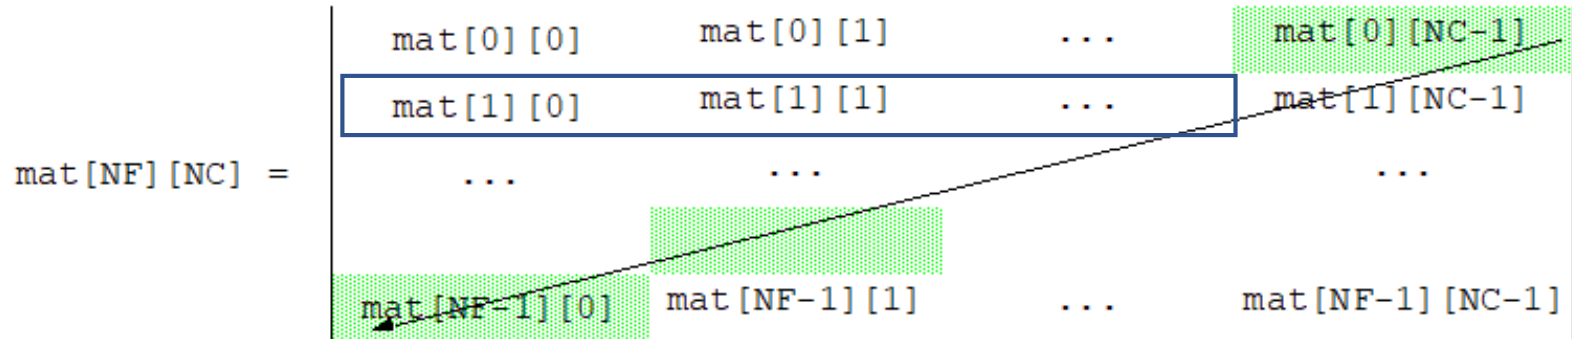 mat[0][0] mat[0][1] ... mat[0][NC-1]
mat[1][0] mat[1][1] ... mat[1][NC-1]
mat[NF][NC] = ... ... ...
mat[NF-1][0] mat[NF-1][1] ... mat[NF-1][NC-1]